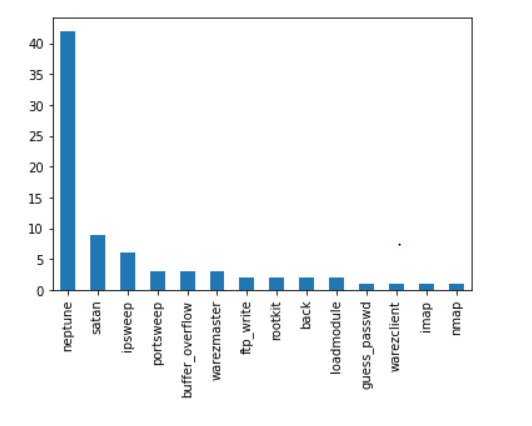 40
35
30
25
20
15
10
5
0
neptune
satan
ipsweep
portsweep
buffer_overflow
warezmaster
ftp_write
rootkit
back
loadmodule
guess_passwd
warezclient
imap
nmap